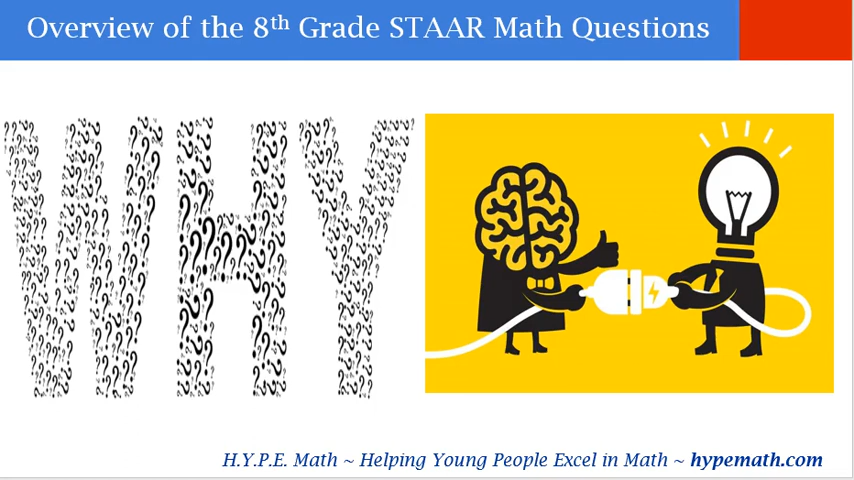 Overview of the 8th Grade STAAR Math Questions
WHY
H.Y.P.E. Math ~ Helping Young People Excel in Math ~ hypemath.com